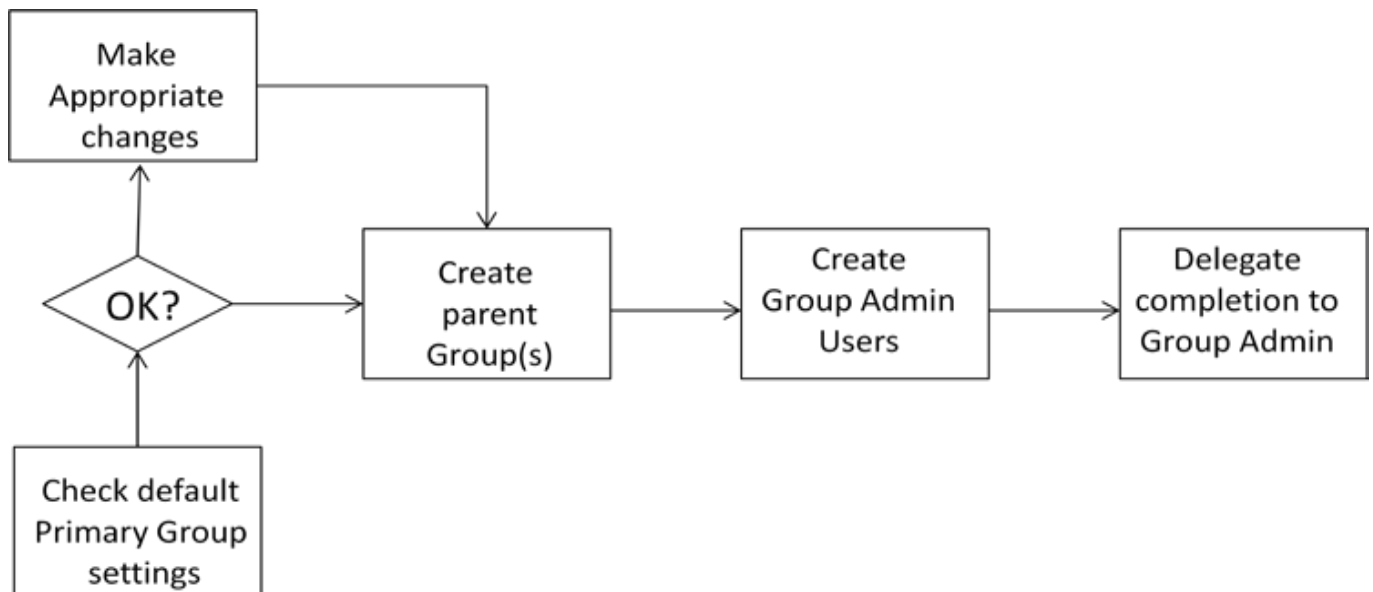 Make
Appropriate
changes
OK?
Check default
Primary Group
settings
Create
parent
Group(s)
Create
Group Admin
Users
Delegate
completion to
Group Admin